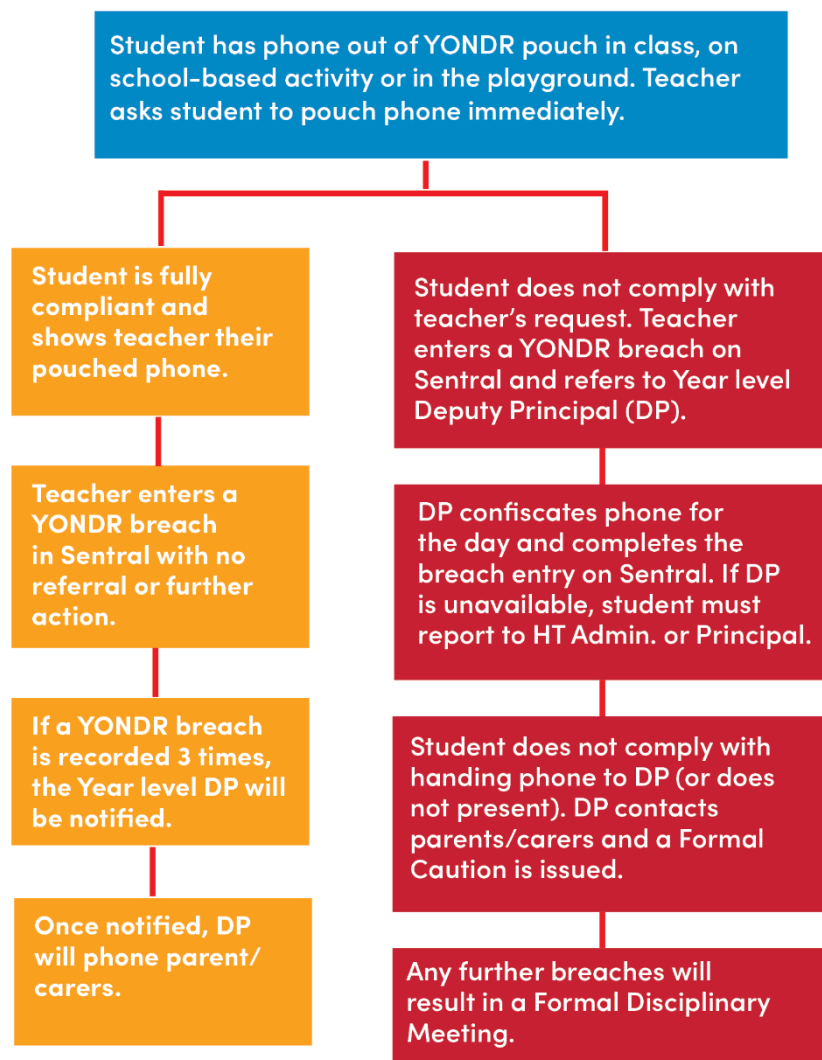 Student has phone out of YONDR pouch in class, on
school-based activity or in the playground. Teacher
asks student to pouch phone immediately.
Student is fully
compliant and
shows teacher their
pouched phone.
Teacher enters a
YONDR breach
in Sentral with no
referral or further
action.
If a YONDR breach
is recorded 3 times,
the Year level DP will
be notified.
Once notified, DP
will phone parent/
carers.
Student does not comply with
teacher’s request. Teacher
enters a YONDR breach on
Sentral and refers to Year level
Deputy Principal (DP).
DP confiscates phone for
the day and completes the
breach entry on Sentral. If DP
is unavailable, student must
report to HT Admin. or Principal.
Student does not comply with
handing phone to DP (or does
not present). DP contacts
parents/carers and a Formal
Caution is issued.
Any further breaches will
result in a Formal Disciplinary
Meeting.